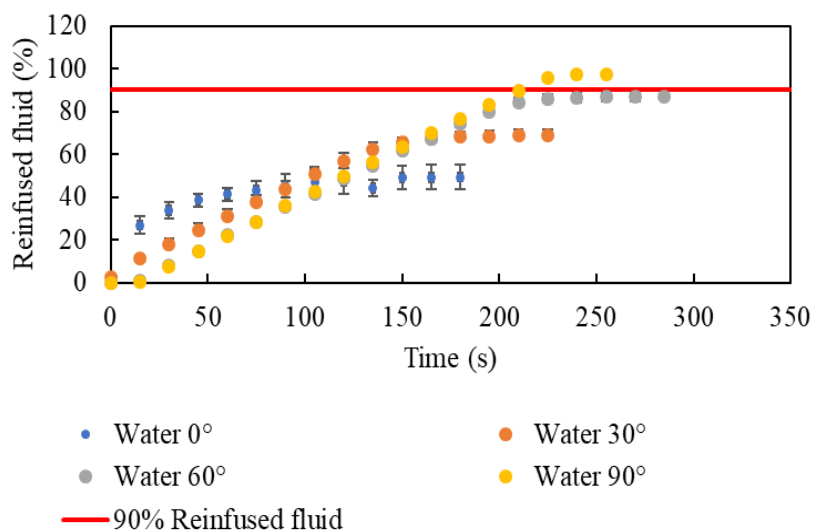 120
100
80
60
40
20
0
Reinfused fluid (%)
0 50 100 150 200 250 300 350
Time (s)
Water 0° Water 30°
Water 60° Water 90°
90% Reinfused fluid